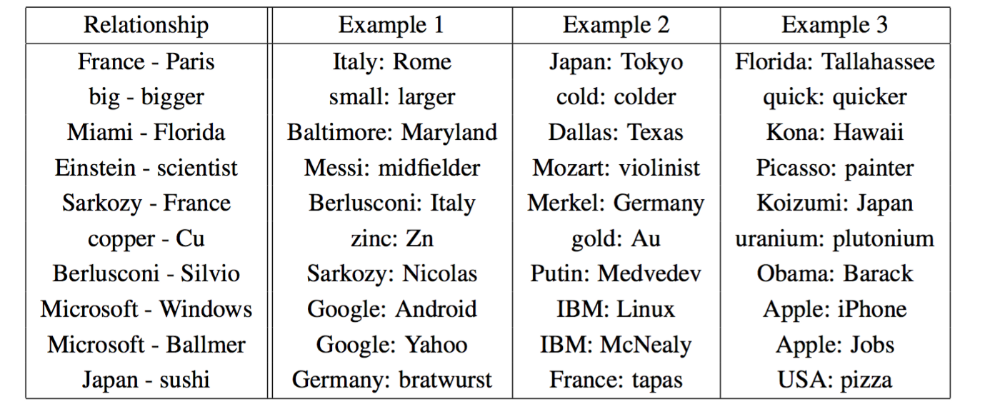 Relationship Example 1 Example 2 Example 3
France - Paris Italy: Rome Japan: Tokyo Florida: Tallahassee
big - bigger small: larger cold: colder quick: quicker
Miami - Florida Baltimore: Maryland Dallas: Texas Kona: Hawaii
Einstein - scientist Messi: midfielder Mozart: violinist Picasso: painter
Sarkozy - France Berlusconi: Italy Merkel: Germany Koizumi: Japan
copper - Cu zinc: Zn gold: Au uranium: plutonium
Berlusconi - Silvio Sarkozy: Nicolas Putin: Medvedev Obama: Barack
Microsoft - Windows Google: Android IBM: Linux Apple: iPhone
Microsoft - Ballmer Google: Yahoo IBM: McNealy Apple: Jobs
Japan - sushi Germany: bratwurst France: tapas USA: pizza